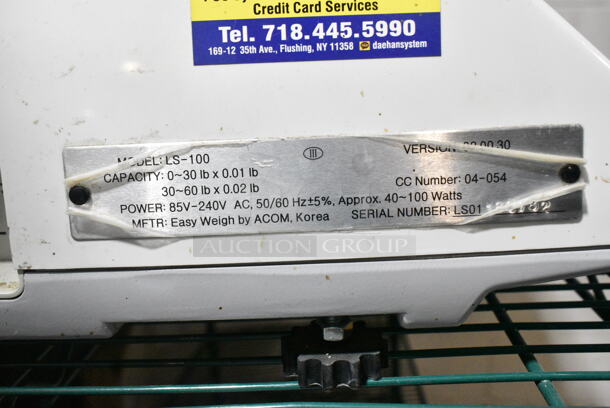 Credit Card Services
Tel. 718.445.5990
169-12 35th Ave., Flushing, NY 11358 daehansystem
MODEL: LS-100
III
VERSION
CAPACITY: 0~30 lb x 0.01 lb
30~60 lb x 0.02 lb
CC Number: 04-054
POWER: 85V-240V AC, 50/60 Hz±5%, Approx. 40~100 Watts
MFTR: Easy Weigh by ACOM, Korea
SERIAL NUMBER: LS01
AUCTION GROUP